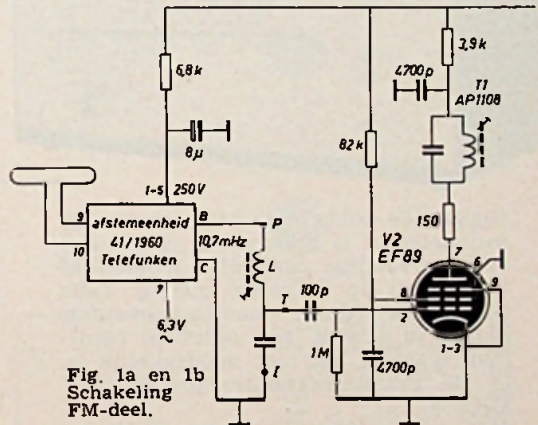 6,8k
3,9k
4700p
T1
AP1108
8µ
82k
1-5
250V
150
9
10
afstemeenheid
41/1960
Telefunken
B
P
10,7mHz
C
L
V2
EF89
7
6
9
8
2
1-3
T
100p
7
6,3V
~
1M
4700p
I
Fig. 1a en 1b
Schakeling
FM-deel.